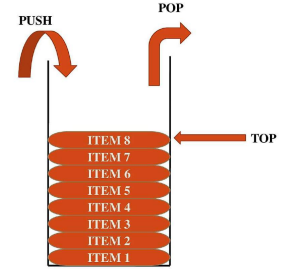 POP
PUSH
TOP
ITEM 8
ITEM 7
ITEM 6
ITEM 5
ITEM 4
ITEM 3
ITEM 2
ITEM 1